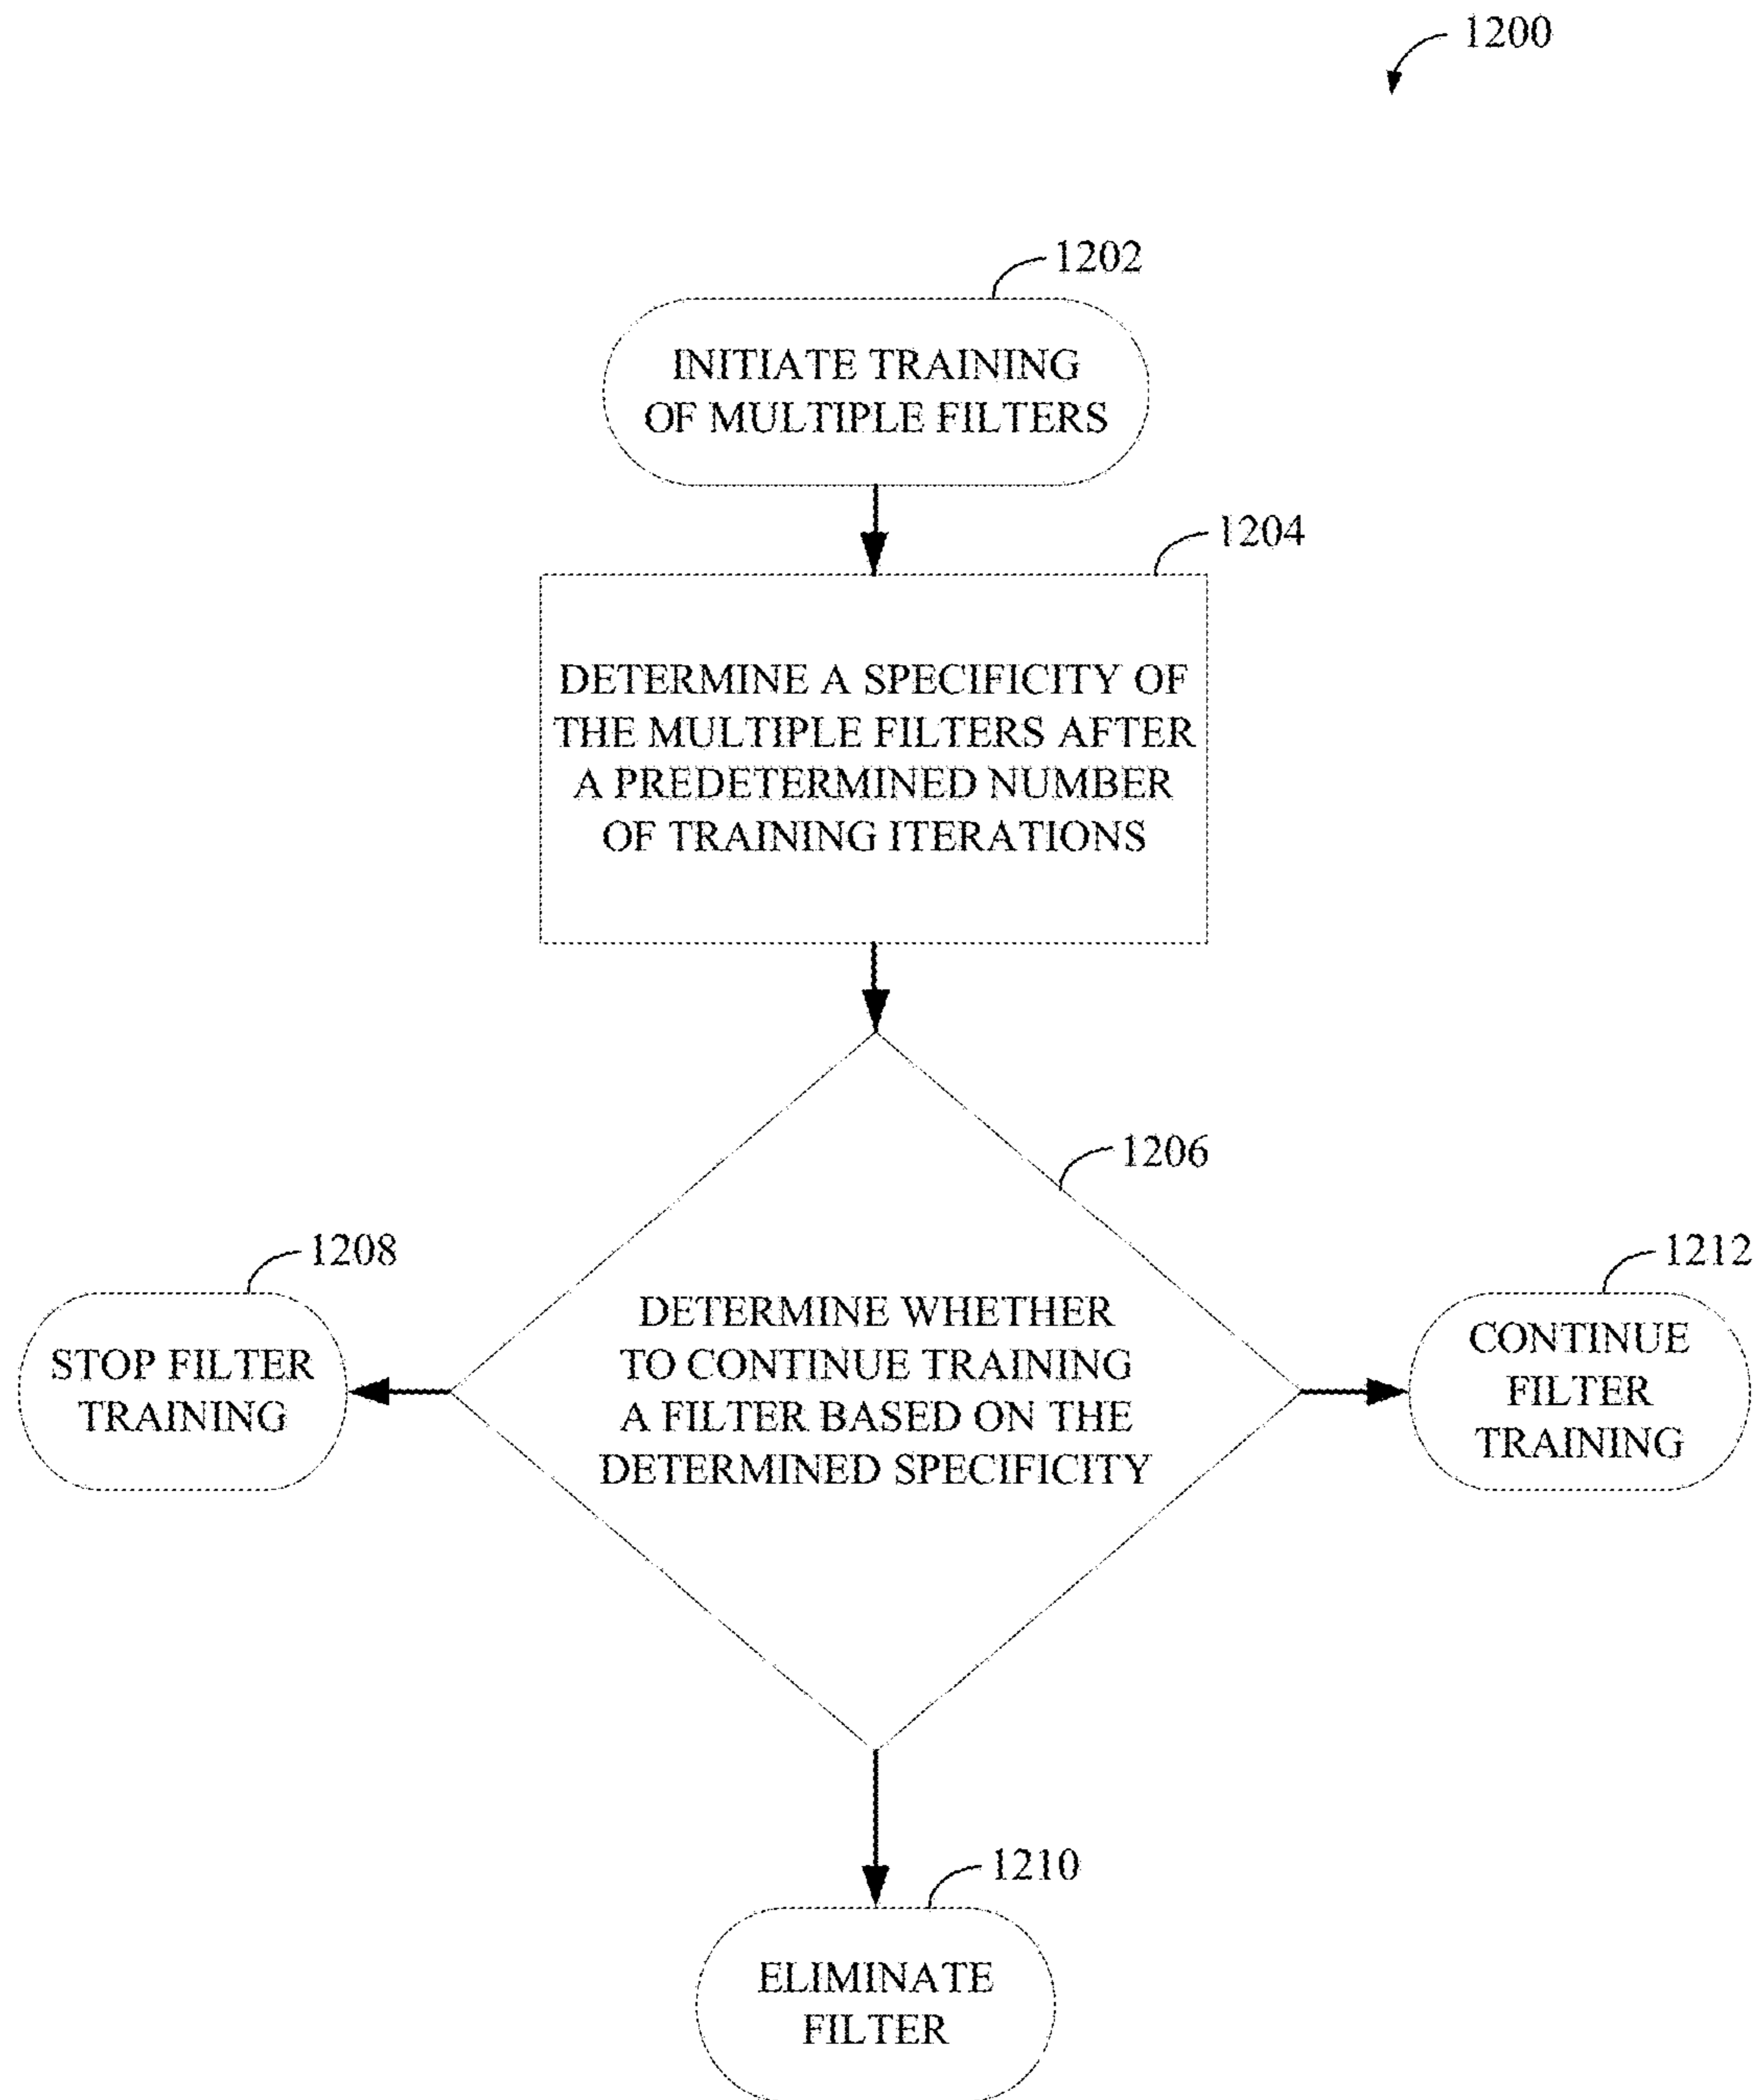 1200
1202
INITIATE TRAINING
OF MULTIPLE FILTERS
1204
DETERMINE A SPECIFICITY OF
THE MULTIPLE FILTERS AFTER
A PREDETERMINED NUMBER
OF TRAINING ITERATIONS
1206
DETERMINE WHETHER
TO CONTINUE TRAINING
A FILTER BASED ON THE
DETERMINED SPECIFICITY
1208
STOP FILTER
TRAINING
1212
CONTINUE
FILTER
TRAINING
1210
ELIMINATE
FILTER